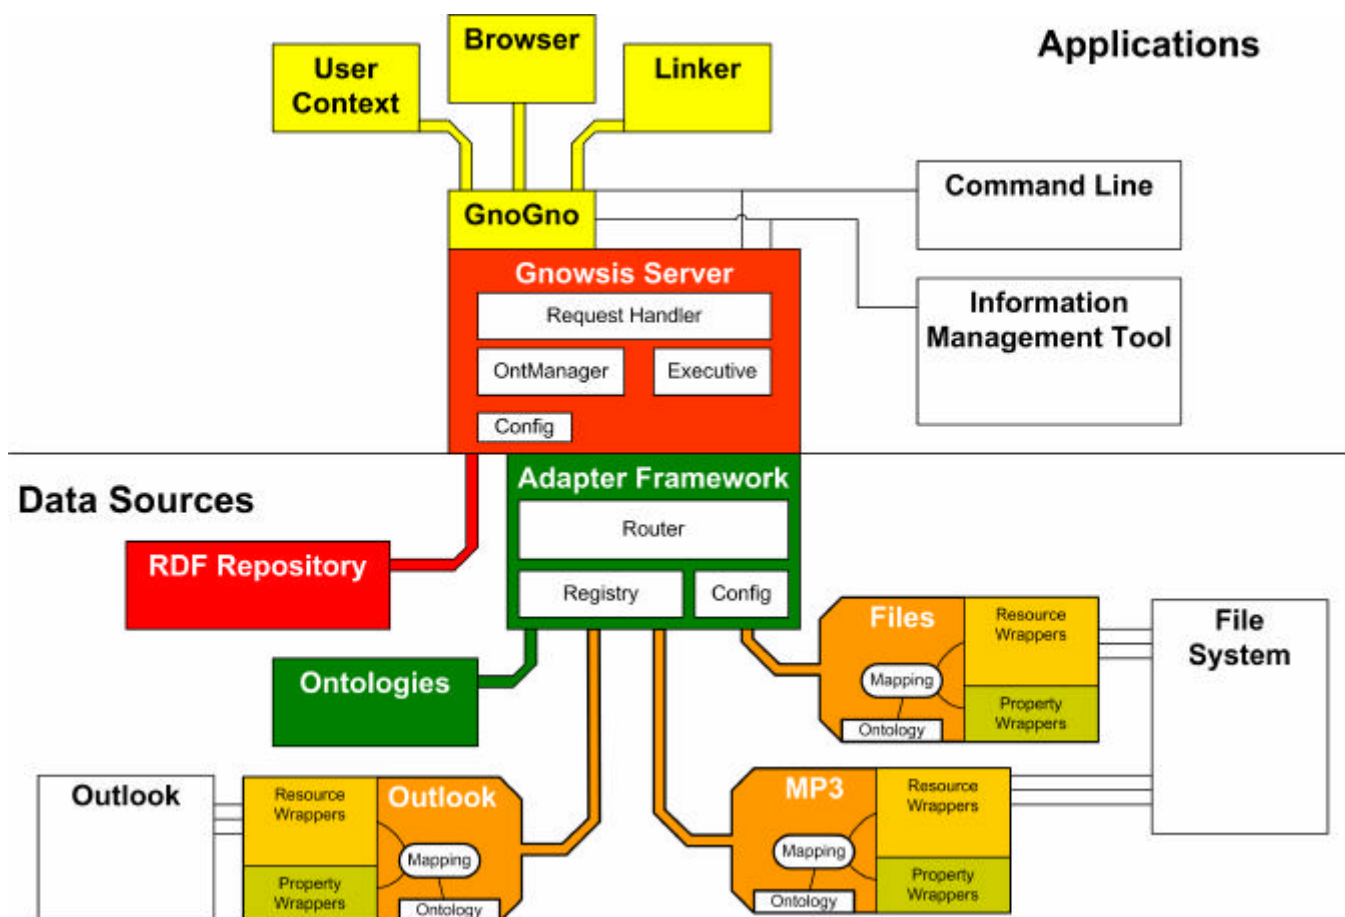 Applications
Browser
User
Context
Linker
GnoGno
Command Line
Gnowsis Server
Request Handler
OntManager
Executive
Config
Information
Management Tool
Data Sources
Adapter Framework
Router
Registry
Config
RDF Repository
Ontologies
Files
Mapping
Ontology
Resource
Wrappers
Property
Wrappers
File
System
Outlook
Resource
Wrappers
Property
Wrappers
Outlook
Mapping
Ontology
MP3
Mapping
Ontology
Resource
Wrappers
Property
Wrappers